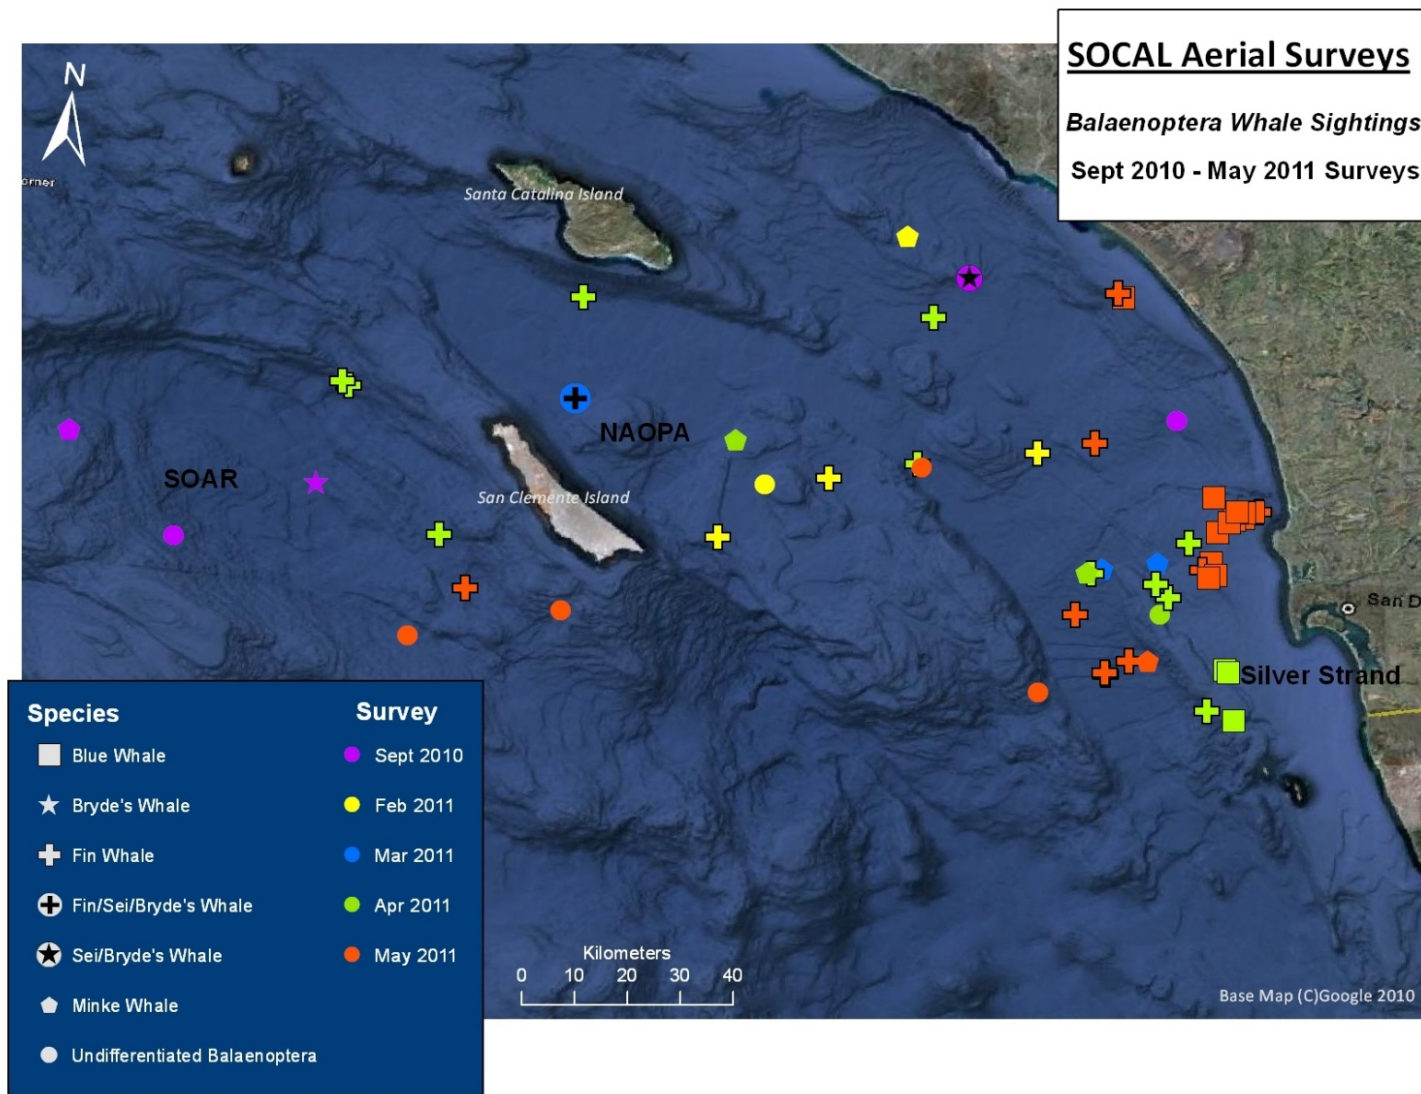 SOCAL Aerial Surveys
Balaenoptera Whale Sightings
Sept 2010 - May 2011 Surveys
N
orner
Santa Catalina Island
NAOPA
SOAR
San Clemente Island
San D
Silver Strand
Species
Survey
Blue Whale
Sept 2010
Bryde's Whale
Feb 2011
Fin Whale
Mar 2011
Fin/Sei/Bryde's Whale
Apr 2011
Sei/Bryde's Whale
May 2011
Minke Whale
Undifferentiated Balaenoptera
Kilometers
0 10 20 30 40
Base Map (C)Google 2010